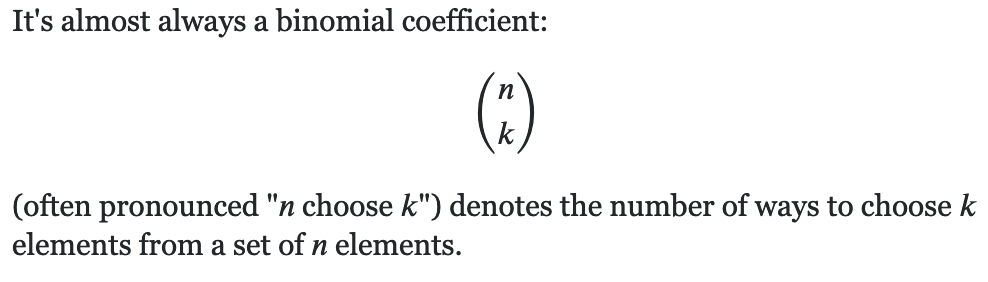 It's almost always a binomial coefficient:
(n
k)
(often pronounced "n choose k") denotes the number of ways to choose k
elements from a set of n elements.